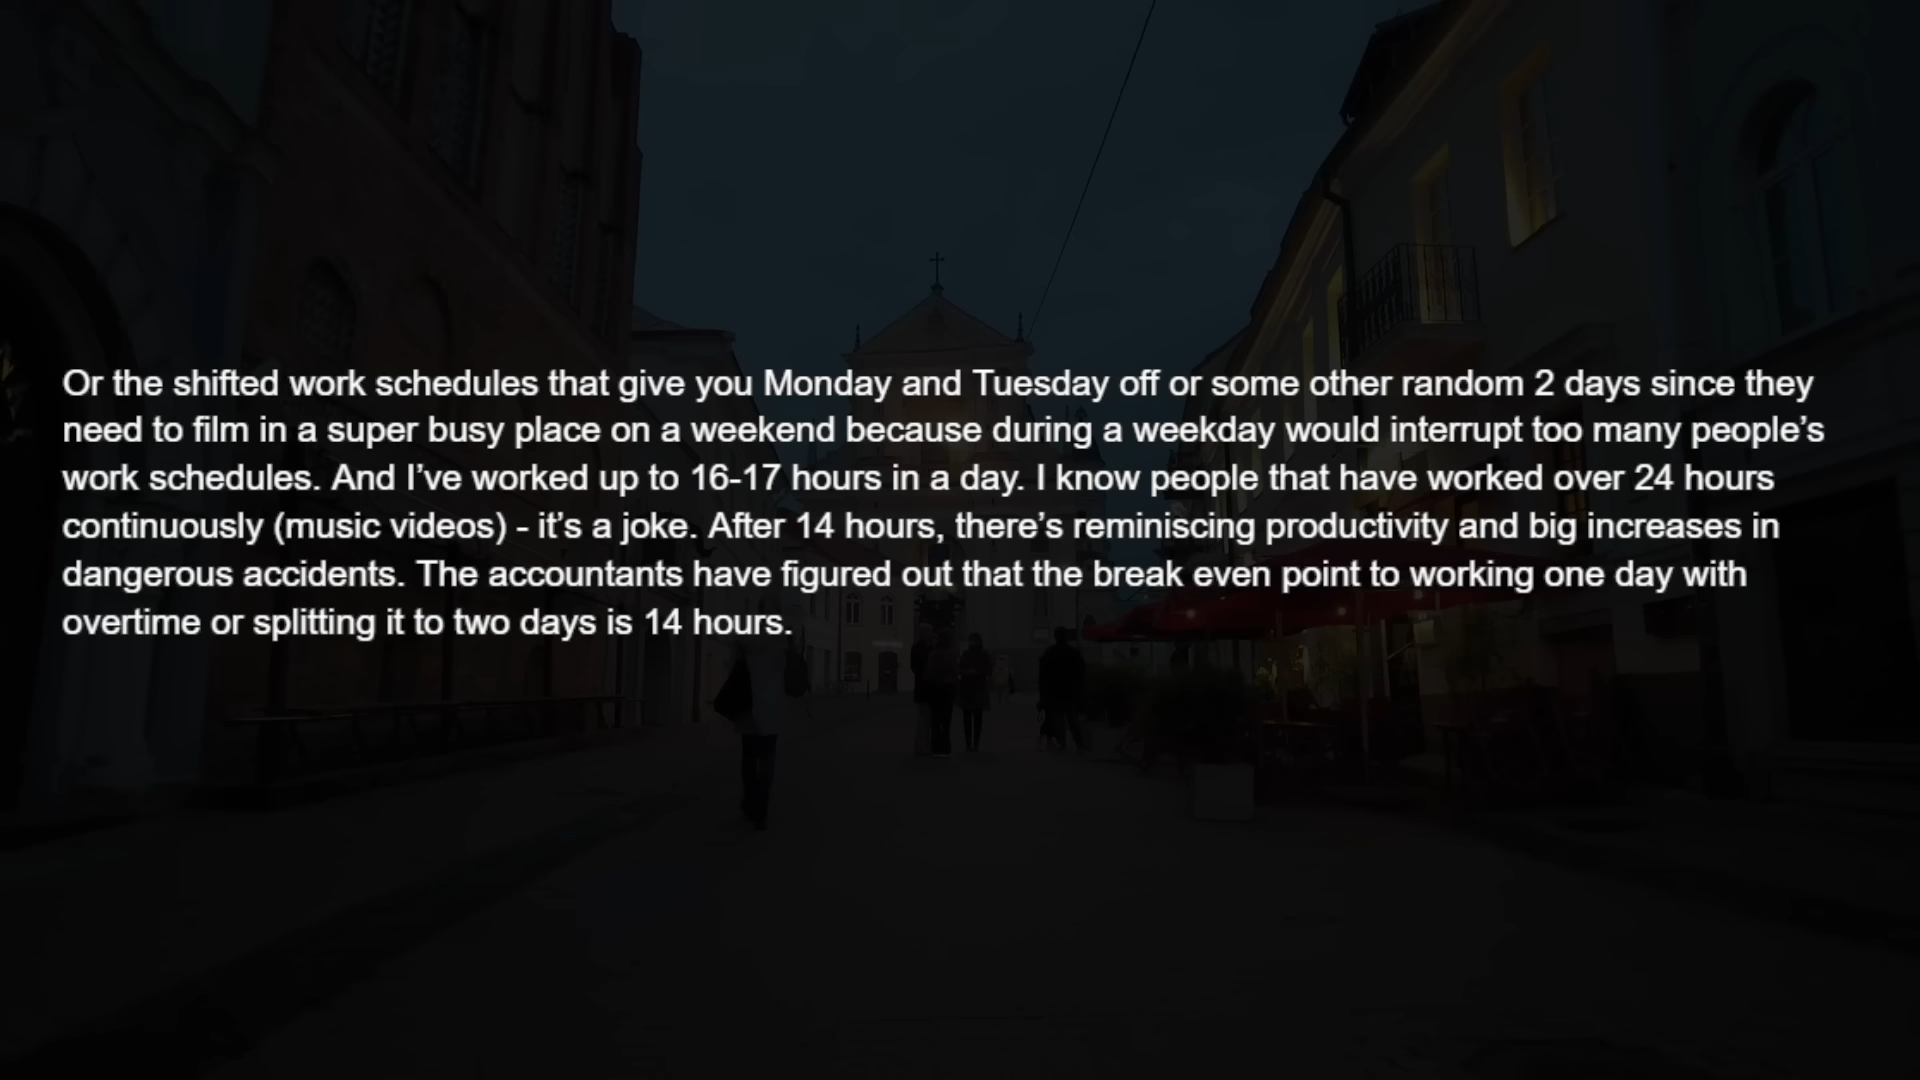 Or the shifted work schedules that give you Monday and Tuesday off or some other random 2 days since they
need to film in a super busy place on a weekend because during a weekday would interrupt too many people’s
work schedules. And I’ve worked up to 16-17 hours in a day. I know people that have worked over 24 hours
continuously (music videos) - it’s a joke. After 14 hours, there’s reminiscing productivity and big increases in
dangerous accidents. The accountants have figured out that the break even point to working one day with
overtime or splitting it to two days is 14 hours.